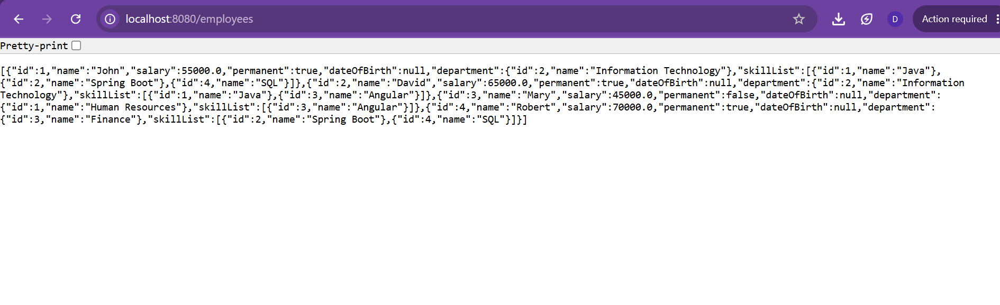 localhost:8080/employees
D
Action required
Pretty-print
[{"id":1,"name":"John","salary":55000.0,"permanent":true,"dateOfBirth":null,"department":{"id":2,"name":"Information Technology"},"skillList":[{"id":1,"name":"Java"},
{"id":2,"name":"Spring Boot"},{"id":4,"name":"SQL"}]},{"id":2,"name":"David","salary":65000.0,"permanent":true,"dateOfBirth":null,"department":{"id":2,"name":"Information
Technology"},"skillList":[{"id":1,"name":"Java"},{"id":3,"name":"Angular"}]},{"id":3,"name":"Mary","salary":45000.0,"permanent":false,"dateOfBirth":null,"department":
{"id":1,"name":"Human Resources"},"skillList":[{"id":3,"name":"Angular"}]},{"id":4,"name":"Robert","salary":70000.0,"permanent":true,"dateOfBirth":null,"department":
{"id":3,"name":"Finance"},"skillList":[{"id":2,"name":"Spring Boot"},{"id":4,"name":"SQL"}]}]